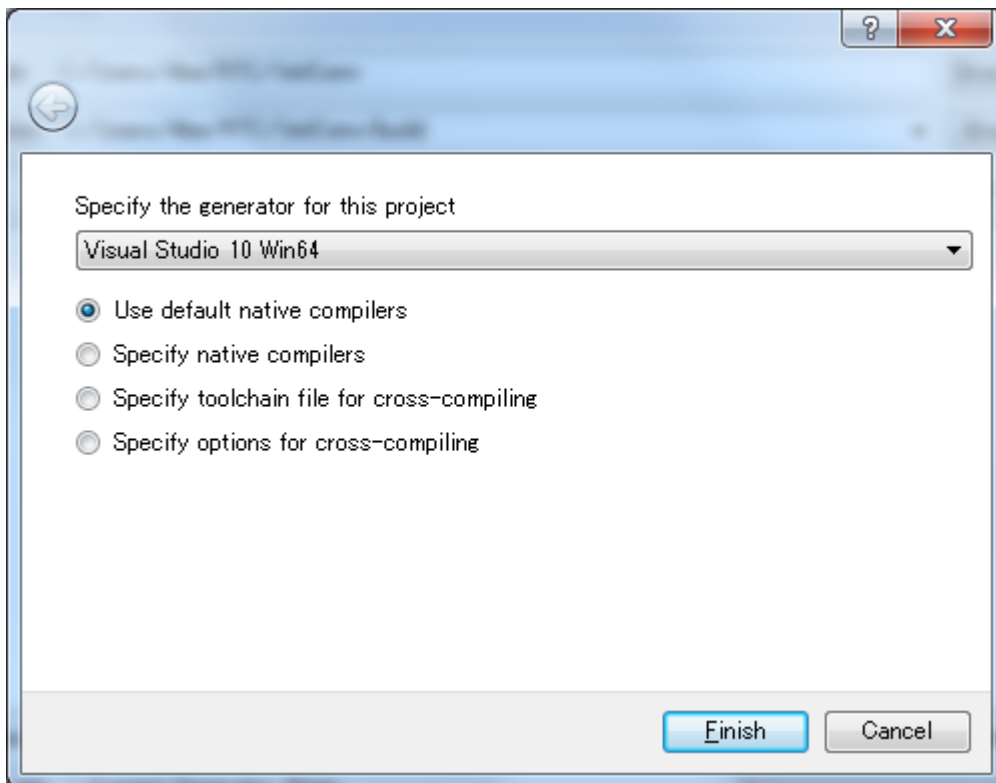 Specify the generator for this project
Visual Studio 10 Win64
Use default native compilers
Specify native compilers
Specify toolchain file for cross-compiling
Specify options for cross-compiling
Finish
Cancel